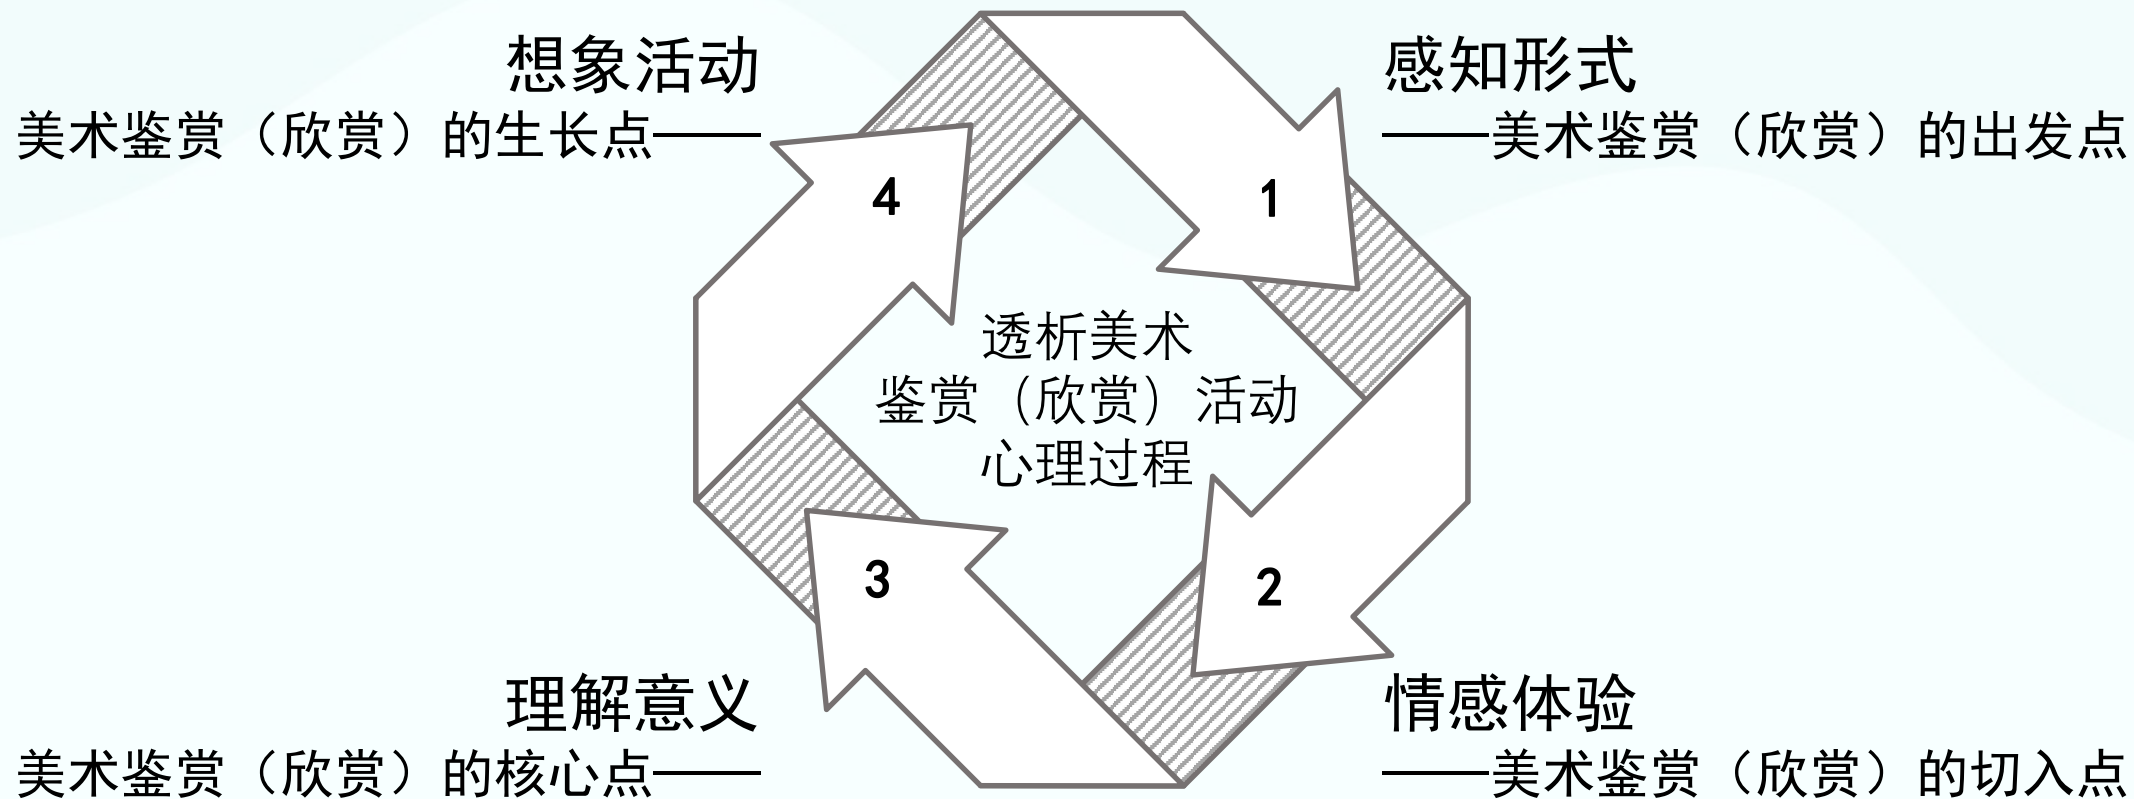 想象活动
美术鉴赏（欣赏）的生长点——
感知形式
——美术鉴赏（欣赏）的出发点
4
1
透析美术
鉴赏（欣赏）活动
心理过程
3
2
理解意义
美术鉴赏（欣赏）的核心点——
情感体验
——美术鉴赏（欣赏）的切入点